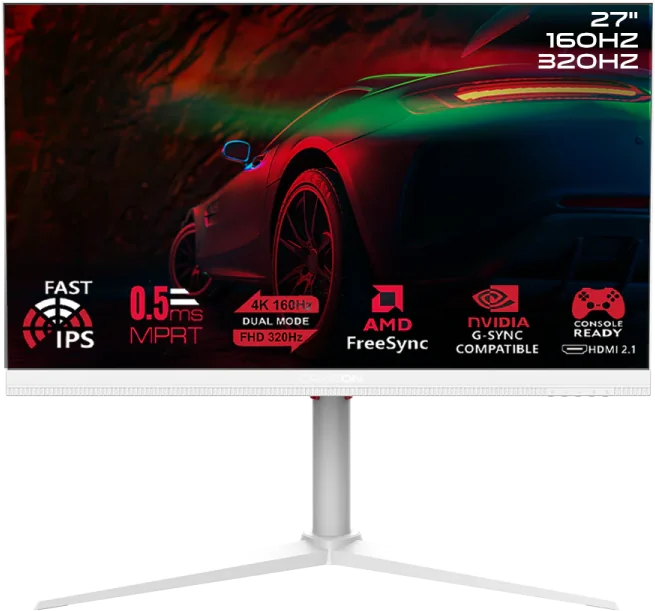 27"
160HZ
320HZ
FAST
IPS
0.5ms
MPRT
4K 160Hz
DUAL MODE
FHD 320Hz
AMD
FreeSync
NVIDIA
G-SYNC
COMPATIBLE
CONSOLE
READY
HDMI 2.1